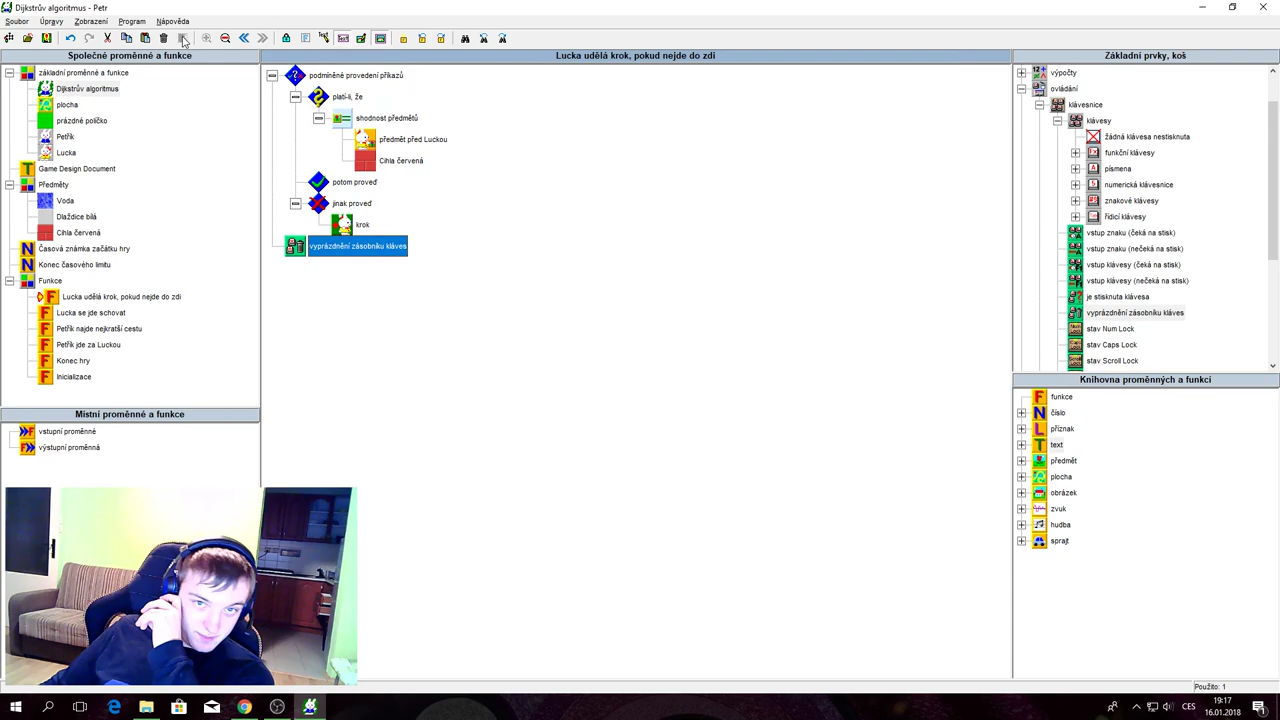 Dijkstrův algoritmus - Petr
Soubor Úpravy Zobrazení Program Nápověda
Společné proměnné a funkce
základní proměnné a funkce
Dijkstrův algoritmus
plocha
prázdné políčko
Petřík
Lucka
Game Design Document
Předměty
Voda
Dlaždice bílá
Cihla červená
Časová známka začátku hry
Konec časového limitu
Funkce
Lucka udělá krok, pokud nejde do zdi
Lucka se jde schovat
Petřík najde nejkratší cestu
Petřík jde za Luckou
Konec hry
Inicializace
Místní proměnné a funkce
vstupní proměnné
výstupní proměnná
Lucka udělá krok, pokud nejde do zdi
podmíněné provedení příkazů
platí-li, že
shodnost předmětů
předmět před Luckou
Cihla červená
potom proveď
jinak proveď
krok
vyprázdnění zásobníku kláves
Základní prvky, koš
výpočty
ovládání
klávesnice
klávesy
žádná klávesa nestisknuta
funkční klávesy
písmena
numerická klávesnice
znakové klávesy
řídicí klávesy
vstup znaku (čeká na stisk)
vstup znaku (nečeká na stisk)
vstup klávesy (čeká na stisk)
vstup klávesy (nečeká na stisk)
je stisknuta klávesa
vyprázdnění zásobníku kláves
stav Num Lock
stav Caps Lock
stav Scroll Lock
Knihovna proměnných a funkcí
funkce
číslo
příznak
text
předmět
plocha
obrázek
zvuk
hudba
sprajt
Použito: 1
CES
19:17
16.01.2018